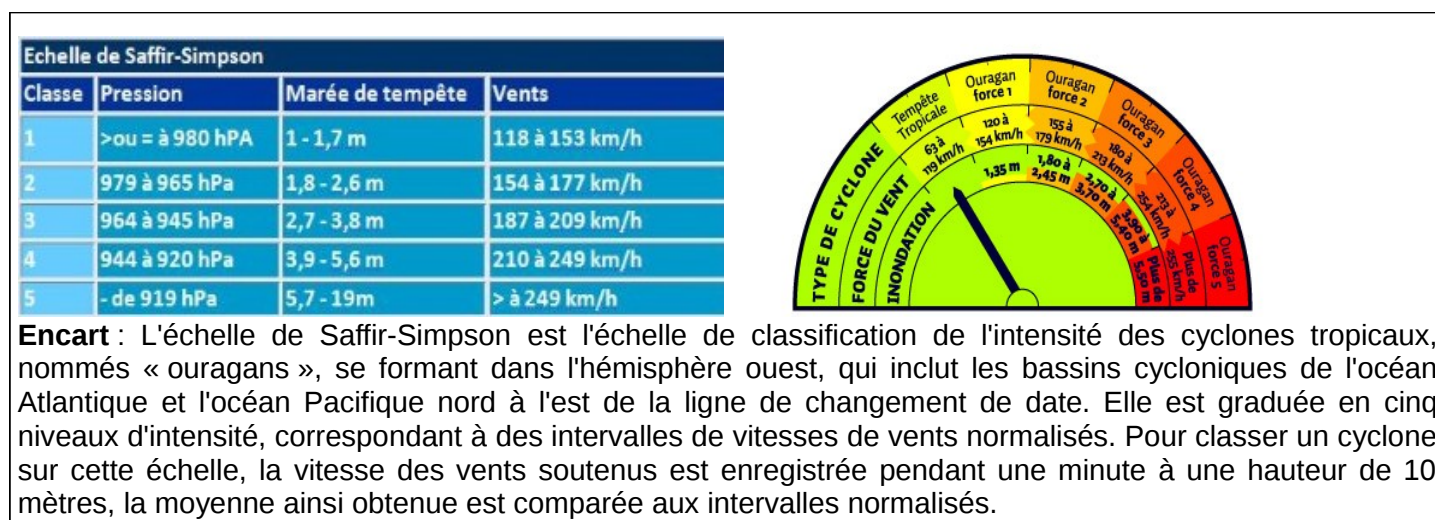 Echelle de Saffir-Simpson
Classe Pression Marée de tempête Vents
1 >ou = à 980 hPA 1 - 1,7 m 118 à 153 km/h
2 979 à 965 hPa 1,8 - 2,6 m 154 à 177 km/h
3 964 à 945 hPa 2,7 - 3,8 m 187 à 209 km/h
4 944 à 920 hPa 3,9 - 5,6 m 210 à 249 km/h
5 - de 919 hPa 5,7 - 19m > à 249 km/h
TYPE DE CYCLONE
Tempête
Tropicale
Ouragan
force 1
Ouragan
force 2
Ouragan
force 3
Ouragan
force 4
Ouragan
force 5
FORCE DU VENT
63 à
119 km/h
120 à
154 km/h
155 à
179 km/h
180 à
213 km/h
213 à
254 km/h
Plus de
255 km/h
INONDATION
1,35 m
1,80 à
2,45 m
2,70 à
3,70 m
3,90 à
5,40 m
Plus de
5,50 m
Encart : L'échelle de Saffir-Simpson est l'échelle de classification de l'intensité des cyclones tropicaux,
nommés « ouragans », se formant dans l'hémisphère ouest, qui inclut les bassins cycloniques de l'océan
Atlantique et l'océan Pacifique nord à l'est de la ligne de changement de date. Elle est graduée en cinq
niveaux d'intensité, correspondant à des intervalles de vitesses de vents normalisés. Pour classer un cyclone
sur cette échelle, la vitesse des vents soutenus est enregistrée pendant une minute à une hauteur de 10
mètres, la moyenne ainsi obtenue est comparée aux intervalles normalisés.